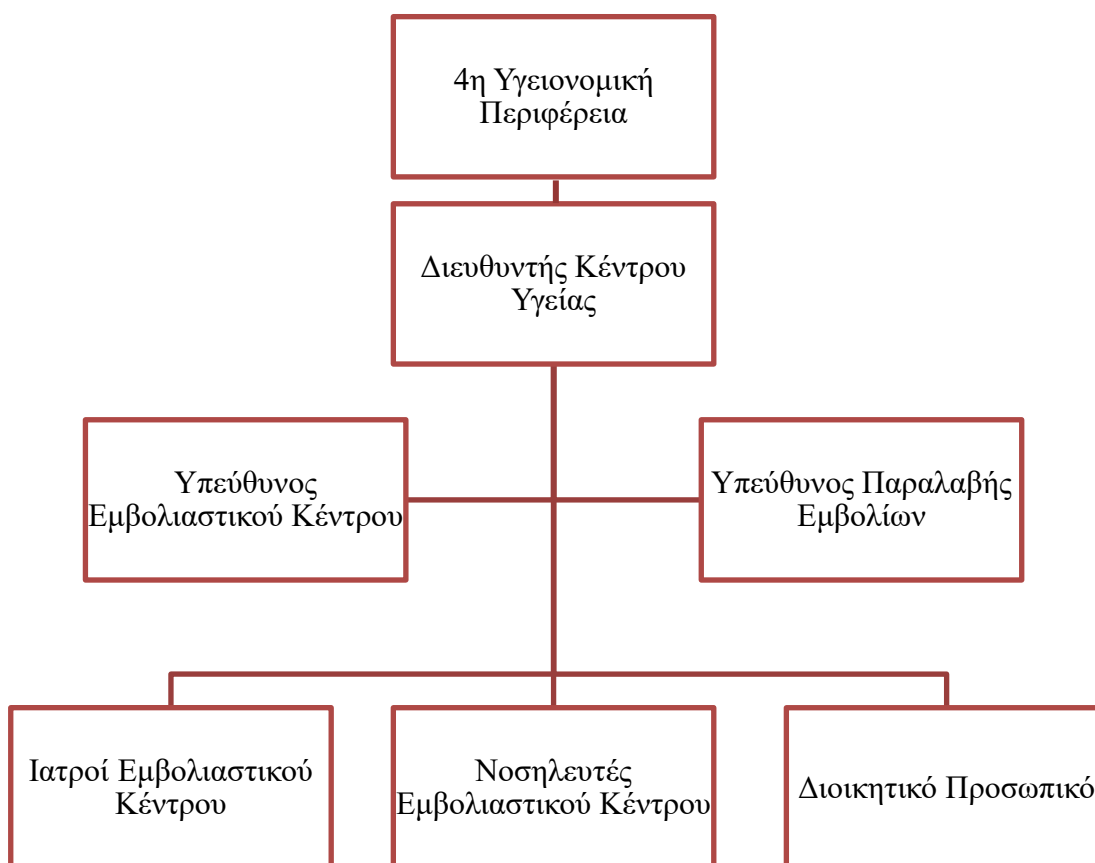 4η Υγειονομική
Περιφέρεια
Διευθυντής Κέντρου
Υγείας
Υπεύθυνος
Εμβολιαστικού Κέντρου
Υπεύθυνος Παραλαβής
Εμβολίων
Ιατροί Εμβολιαστικού
Κέντρου
Νοσηλευτές
Εμβολιαστικού Κέντρου
Διοικητικό Προσωπικό